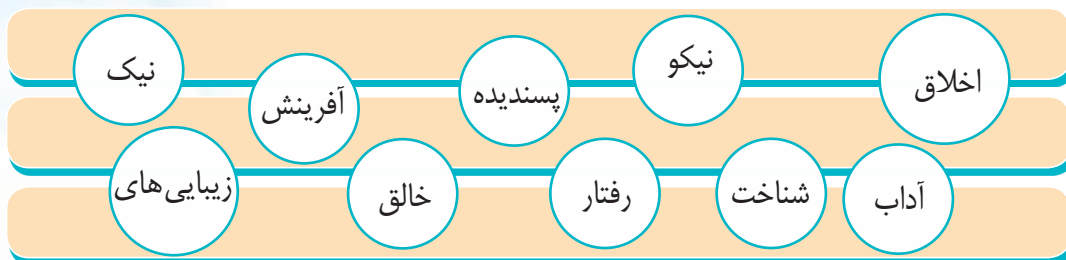 اخلاق نیکو پسندیده آفرینش نیک
آداب شناخت رفتار خالق زیبایی‌های